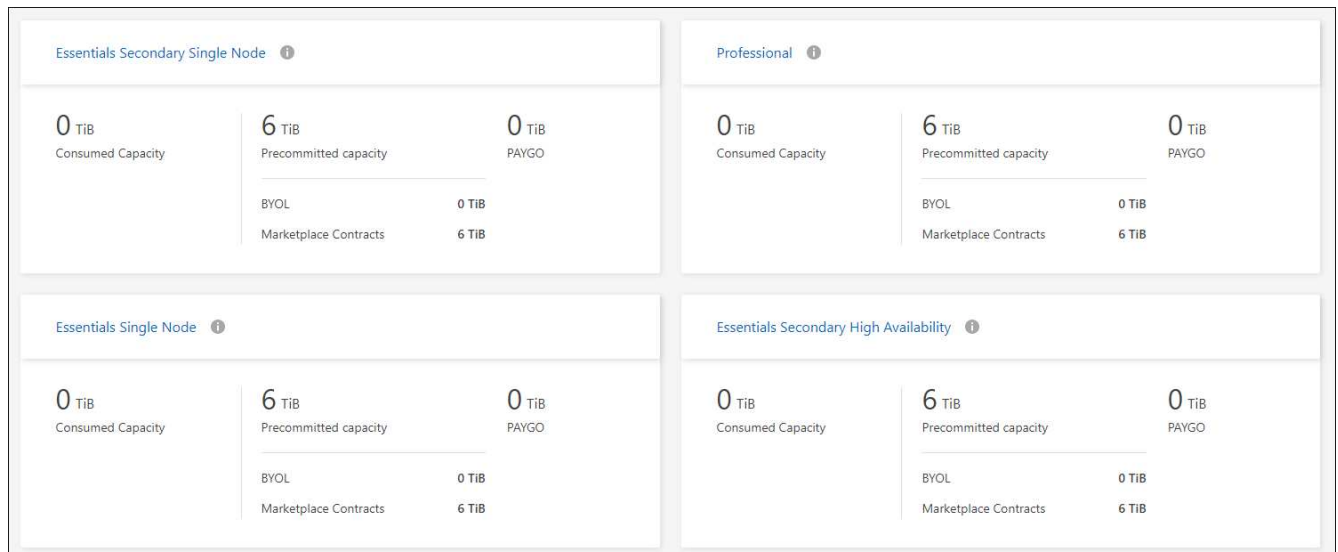 Essentials Secondary Single Node
0 TiB
Consumed Capacity
6 TiB
Precommitted capacity
BYOL 0 TiB
Marketplace Contracts 6 TiB
0 TiB
PAYGO
Professional
0 TiB
Consumed Capacity
6 TiB
Precommitted capacity
BYOL 0 TiB
Marketplace Contracts 6 TiB
0 TiB
PAYGO
Essentials Single Node
0 TiB
Consumed Capacity
6 TiB
Precommitted capacity
BYOL 0 TiB
Marketplace Contracts 6 TiB
0 TiB
PAYGO
Essentials Secondary High Availability
0 TiB
Consumed Capacity
6 TiB
Precommitted capacity
BYOL 0 TiB
Marketplace Contracts 6 TiB
0 TiB
PAYGO